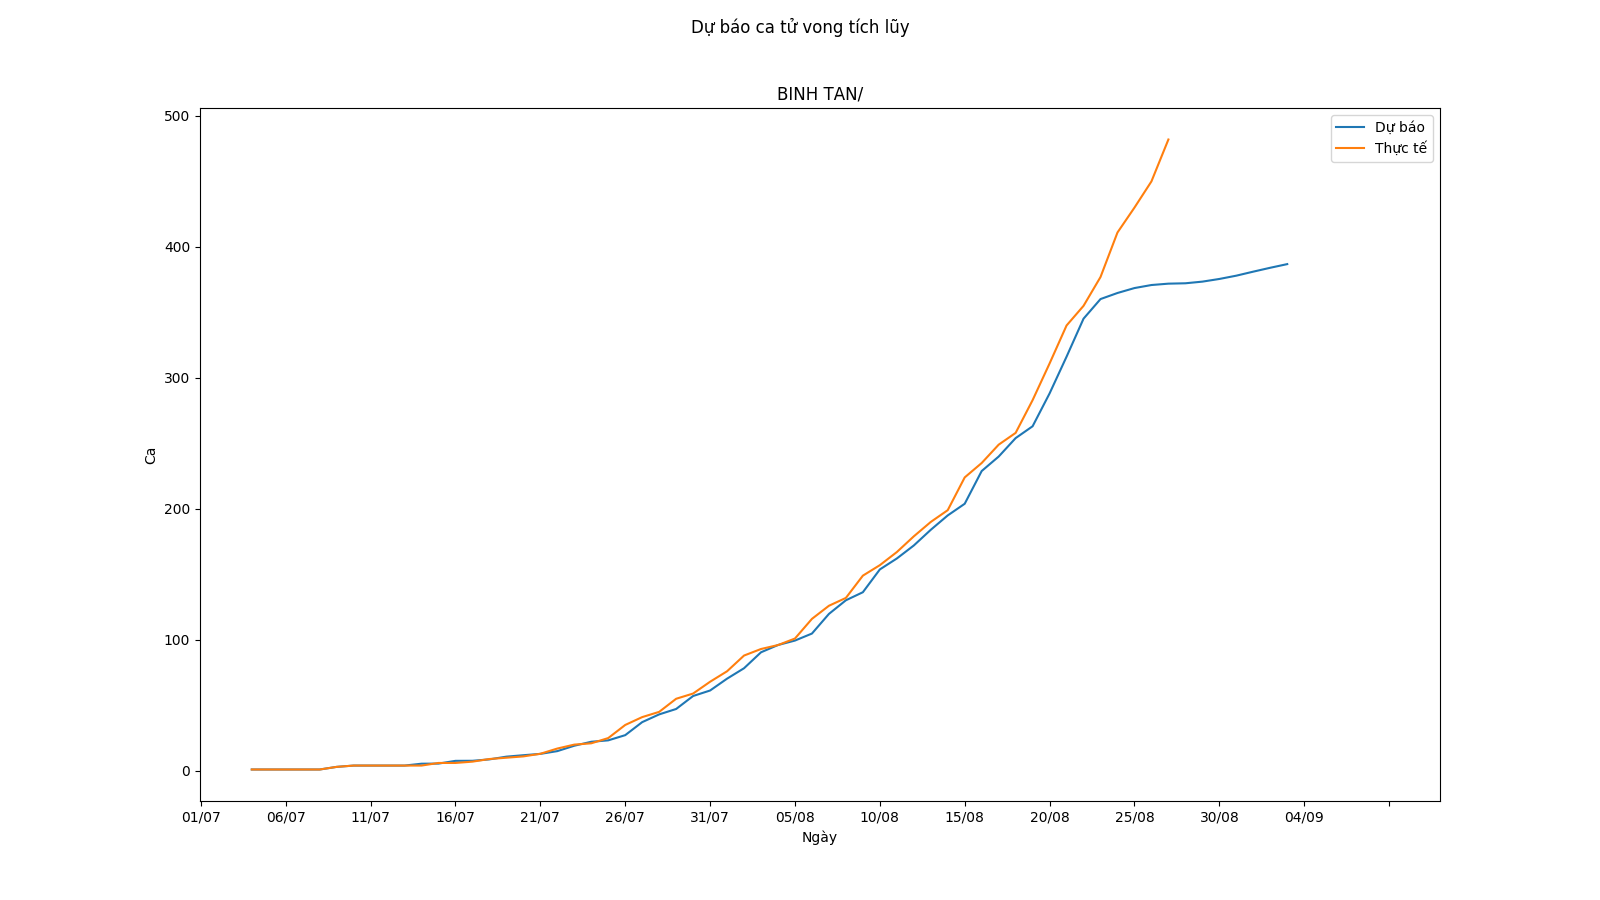 Dự báo ca tử vong tích lũy
BINH TAN/
Dự báo
Thực tế
500
400
300
200
100
0
Ca
01/07 06/07 11/07 16/07 21/07 26/07 31/07 05/08 10/08 15/08 20/08 25/08 30/08 04/09
Ngày